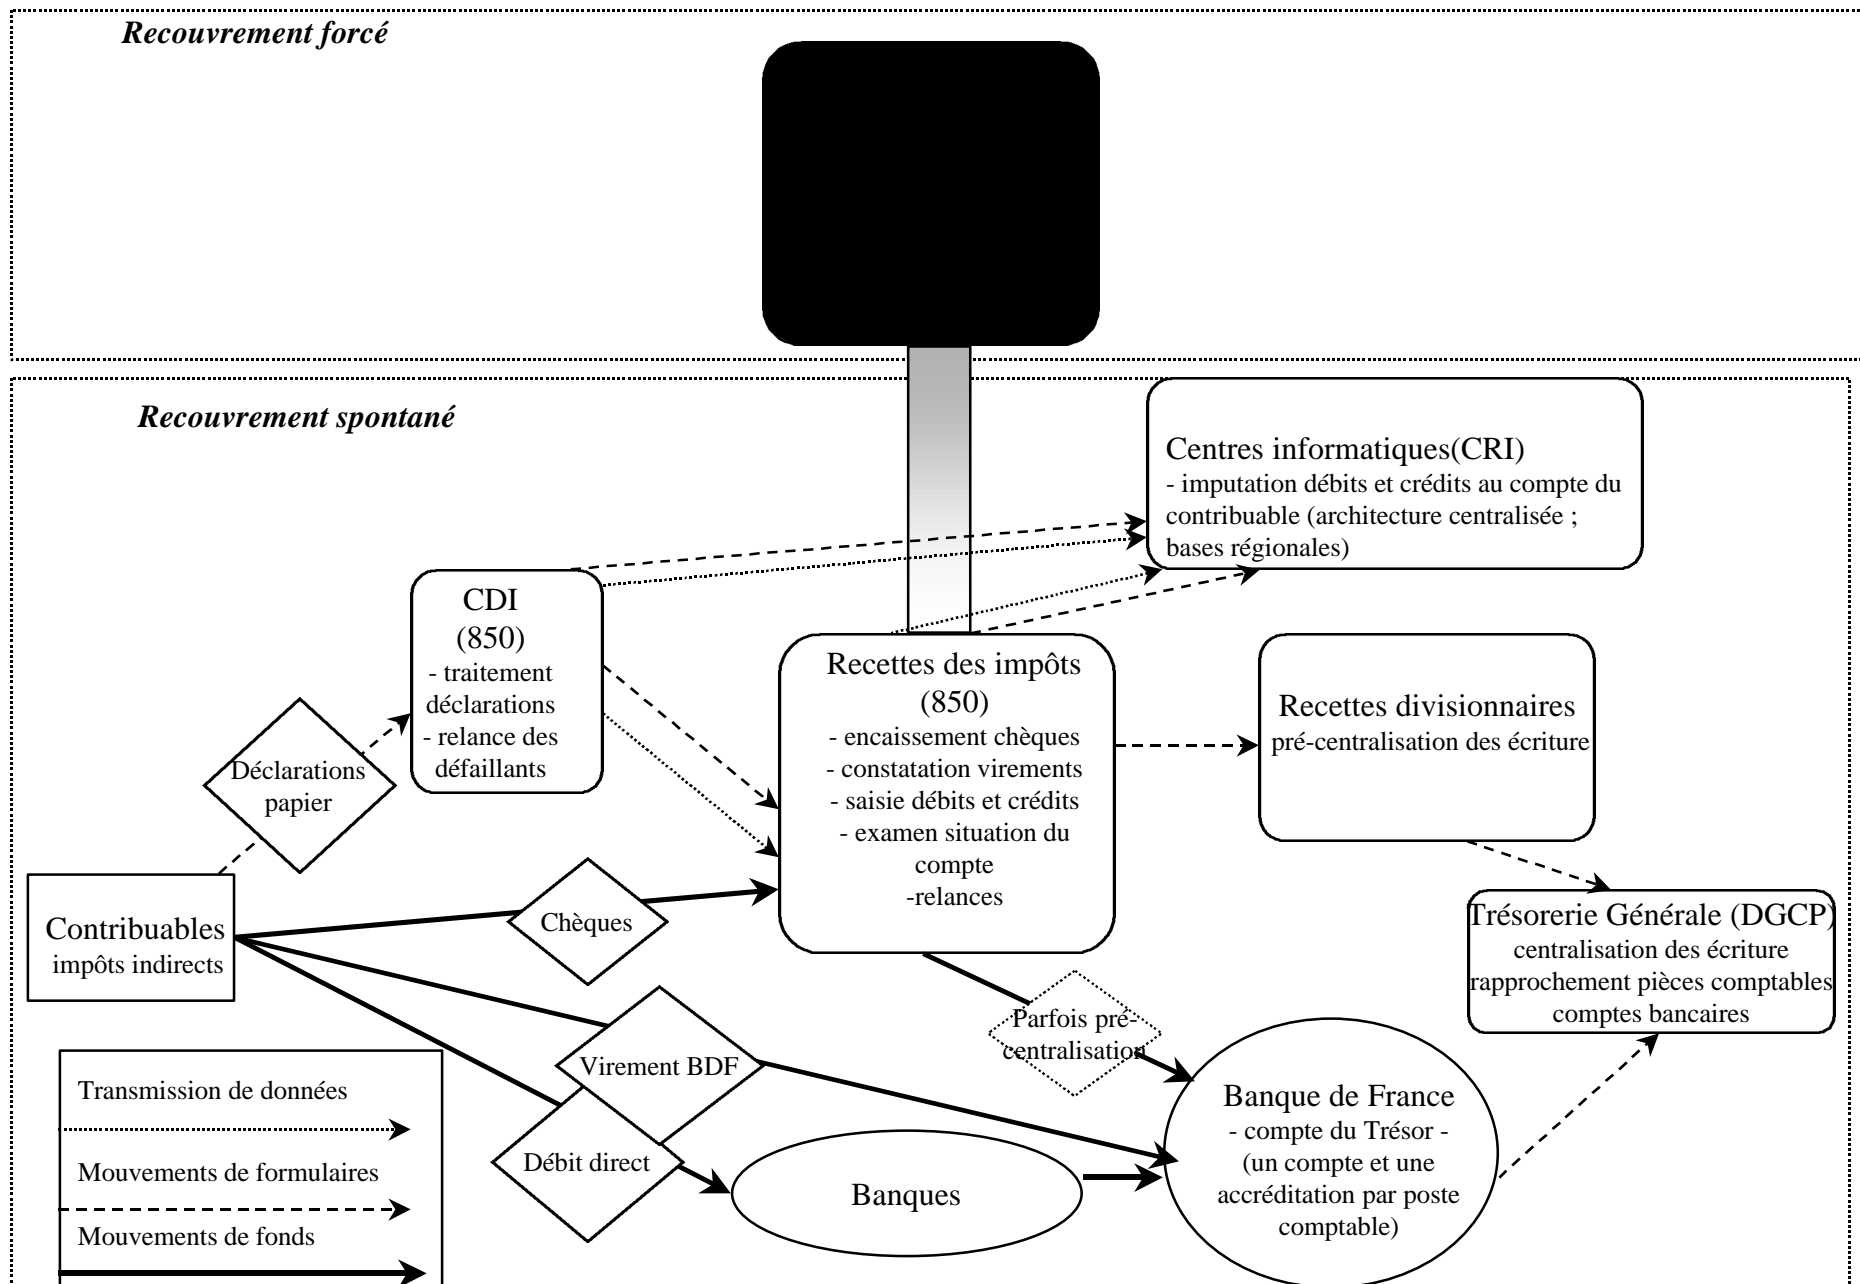 Recouvrement forcé
Recouvrement spontané
Centres informatiques(CRI)
- imputation débits et crédits au compte du
contribuable (architecture centralisée ;
bases régionales)
CDI
(850)
- traitement
déclarations
- relance des
défaillants
Recettes des impôts
(850)
- encaissement chèques
- constatation virements
- saisie débits et crédits
- examen situation du
compte
-relances
Recettes divisionnaires
pré-centralisation des écriture
Déclarations
papier
Contribuables
impôts indirects
Chèques
Trésorerie Générale (DGCP)
centralisation des écriture
rapprochement pièces comptables
comptes bancaires
Parfois pré-
centralisation
Virement BDF
Débit direct
Banques
Banque de France
- compte du Trésor -
(un compte et une
accréditation par poste
comptable)
Transmission de données
Mouvements de formulaires
Mouvements de fonds